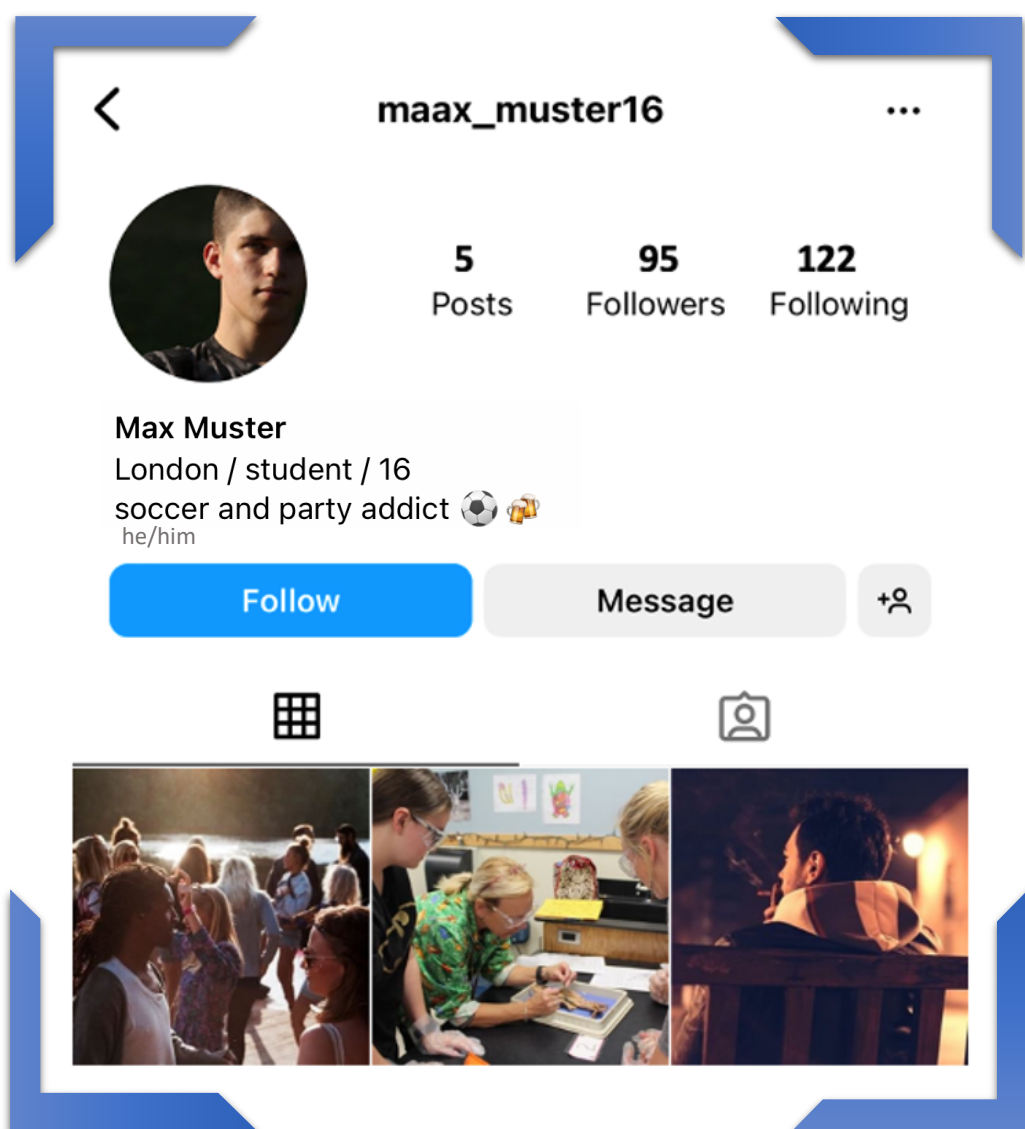 maax_muster16
5 95 122
Posts Followers Following
Max Muster
London / student / 16
soccer and party addict ⚽ 🍻
he/him
Follow Message